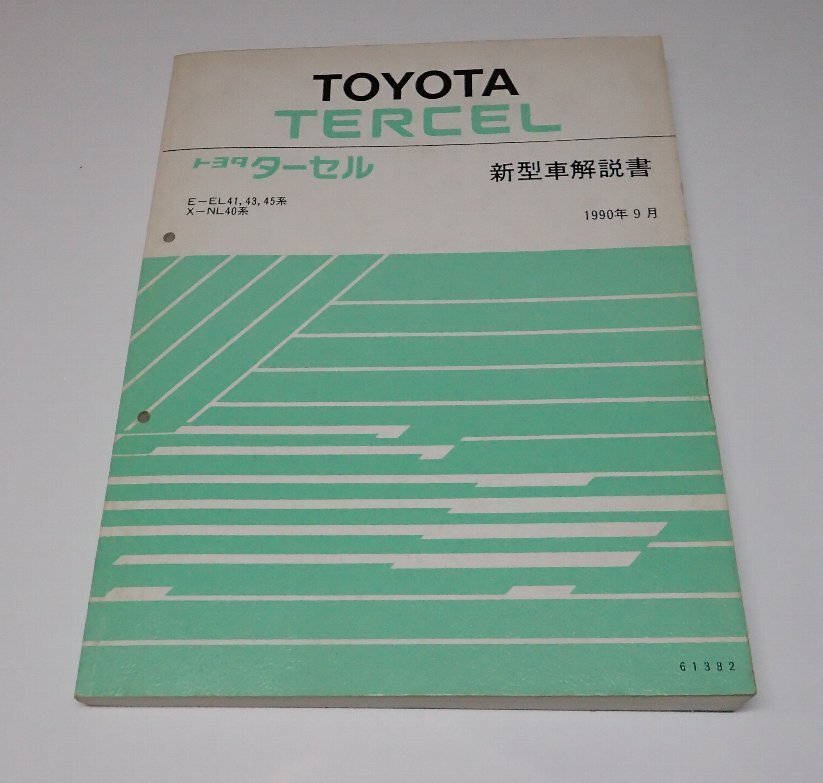 TOYOTA
TERCEL
トヨタ ターセル
新型車解説書
E-EL41, 43, 45系
X-NL40系
1990年 9 月
61382